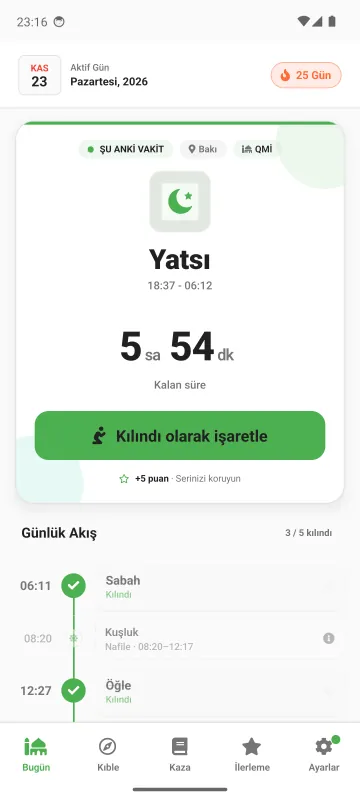 23:16
KAS
23
Aktif Gün
Pazartesi, 2026
25 Gün
ŞU ANKİ VAKİT
Bakı
QMİ
Yatsı
18:37 - 06:12
5 sa 54 dk
Kalan süre
Kılındı olarak işaretle
+5 puan · Serinizi koruyun
Günlük Akış
3 / 5 kılındı
06:11
Sabah
Kılındı
08:20
Kuşluk
Nafile · 08:20–12:17
12:27
Öğle
Kılındı
Bugün
Kıble
Kaza
İlerleme
Ayarlar